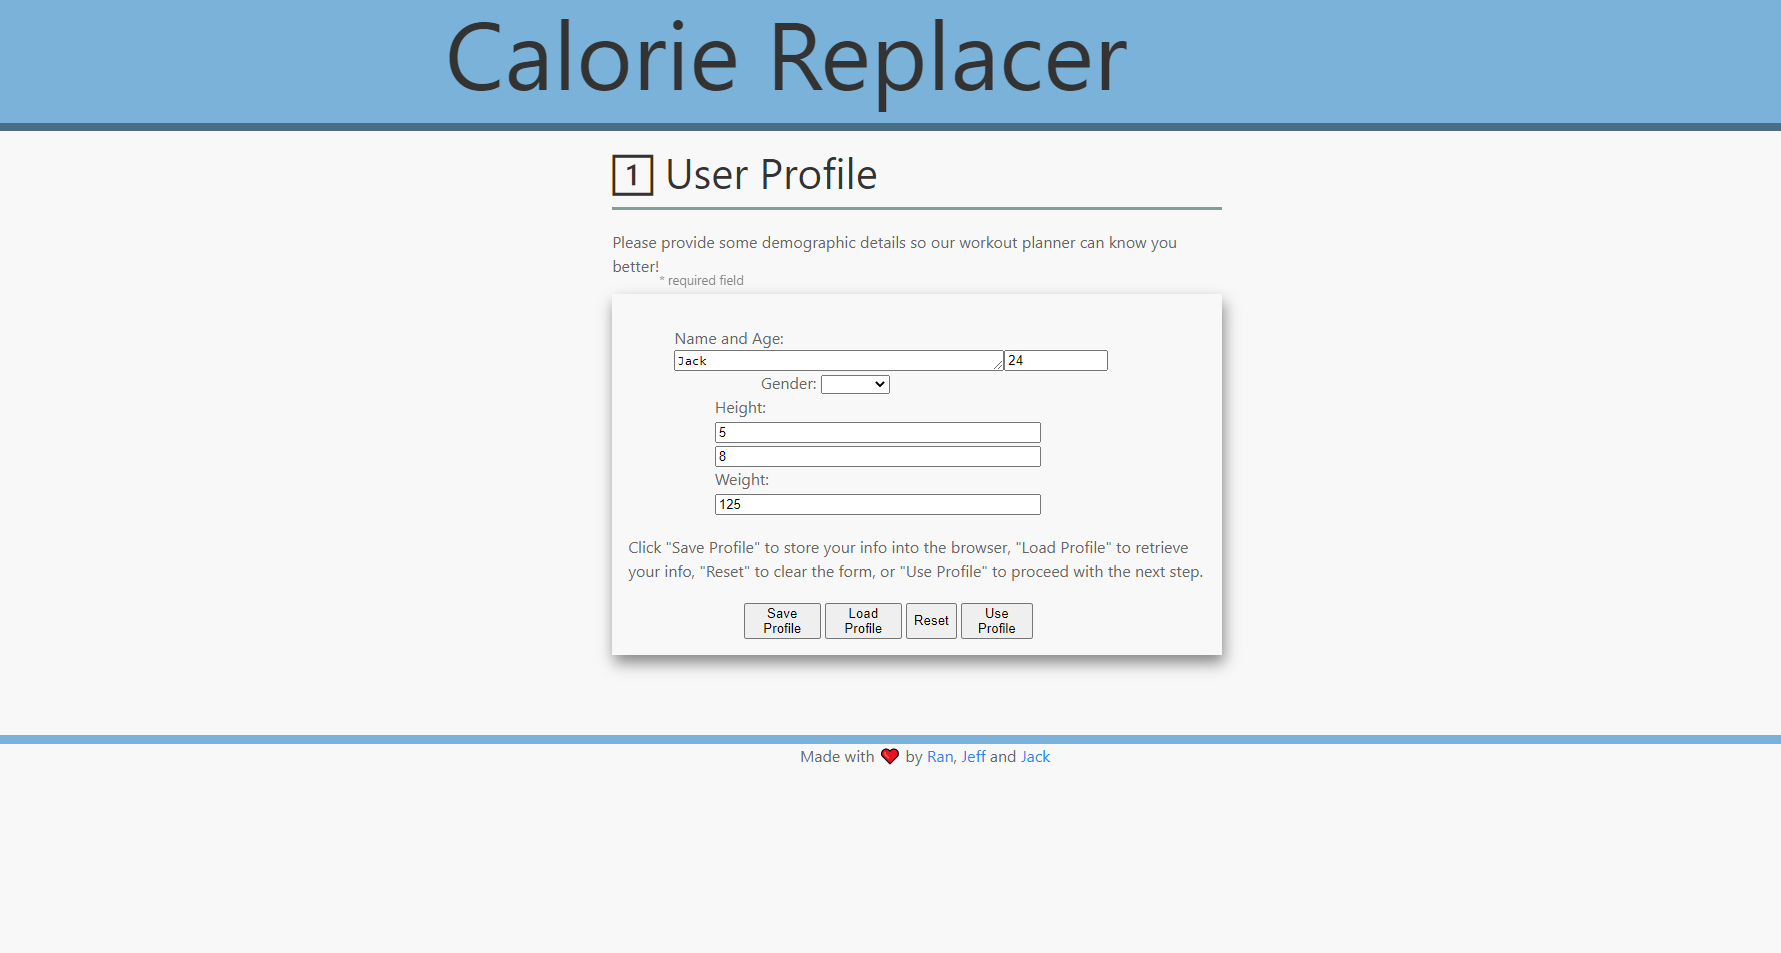 Calorie Replacer
1 User Profile
Please provide some demographic details so our workout planner can know you
better!
* required field
Name and Age:
Jack 24
Gender:
Height:
5
8
Weight:
125
Click "Save Profile" to store your info into the browser, "Load Profile" to retrieve
your info, "Reset" to clear the form, or "Use Profile" to proceed with the next step.
Save Profile Load Profile Reset Use Profile
Made with ❤ by Ran, Jeff and Jack